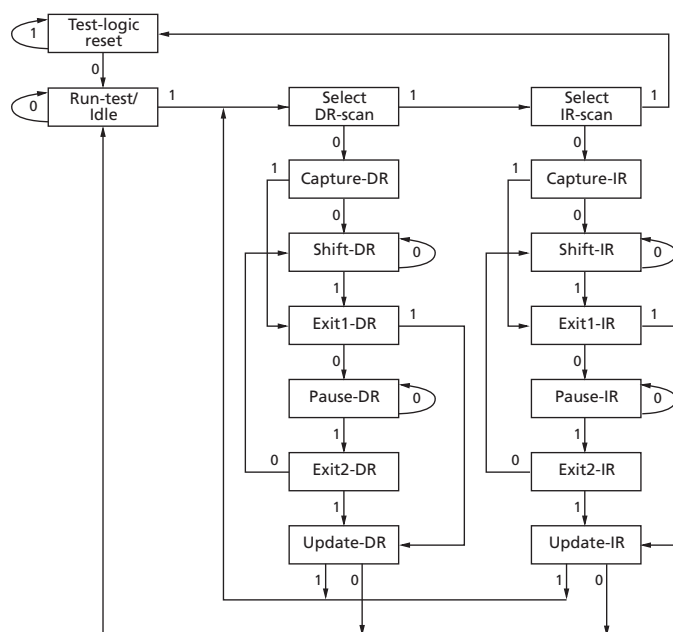 Test-logic
reset
1
0
Run-test/
Idle
0
1
Select
DR-scan
1
Select
IR-scan
1
0
0
1
Capture-DR
1
Capture-IR
0
0
Shift-DR
0
Shift-IR
0
1
1
Exit1-DR
1
Exit1-IR
1
0
0
Pause-DR
0
Pause-IR
0
1
1
0
Exit2-DR
0
Exit2-IR
1
1
Update-DR
Update-IR
1
0
1
0